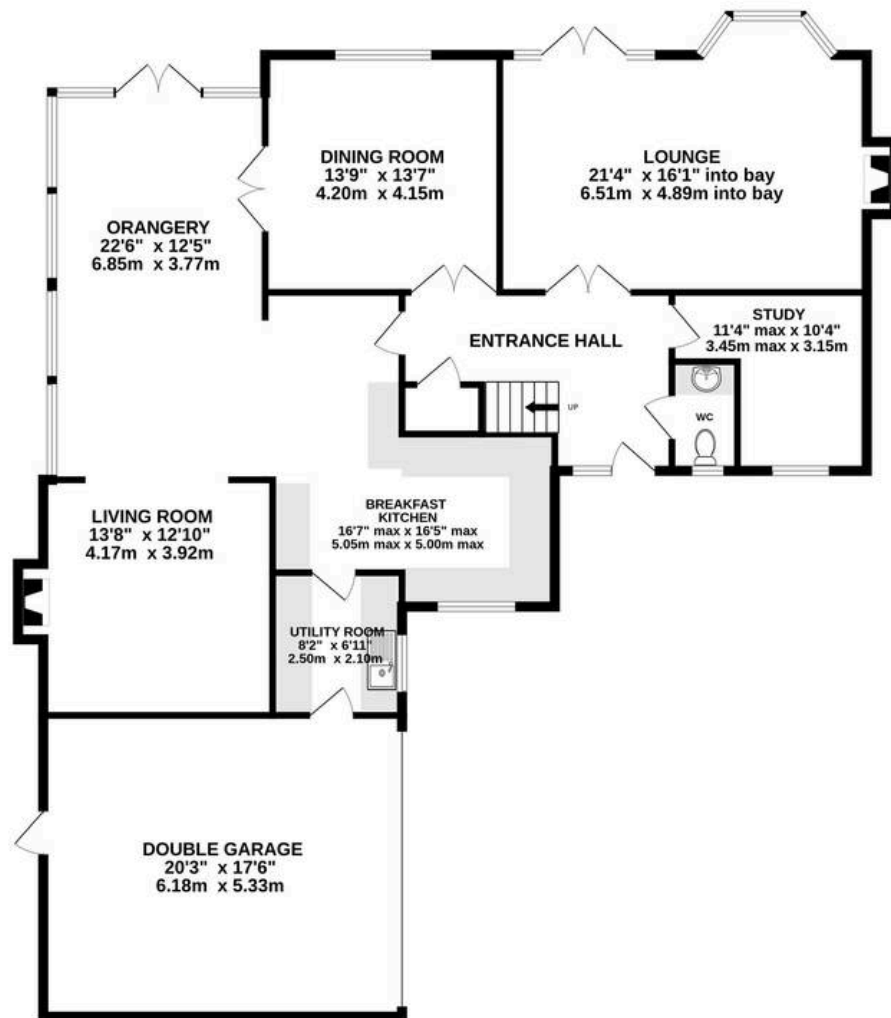 DINING ROOM
13'9" x 13'7"
4.20m x 4.15m
LOUNGE
21'4" x 16'1" into bay
6.51m x 4.89m into bay
ORANGERY
22'6" x 12'5"
6.85m x 3.77m
ENTRANCE HALL
STUDY
11'4" max x 10'4"
3.45m max x 3.15m
UP
WC
LIVING ROOM
13'8" x 12'10"
4.17m x 3.92m
BREAKFAST
KITCHEN
16'7" max x 16'5" max
5.05m max x 5.00m max
UTILITY ROOM
8'2" x 6'11"
2.50m x 2.10m
DOUBLE GARAGE
20'3" x 17'6"
6.18m x 5.33m